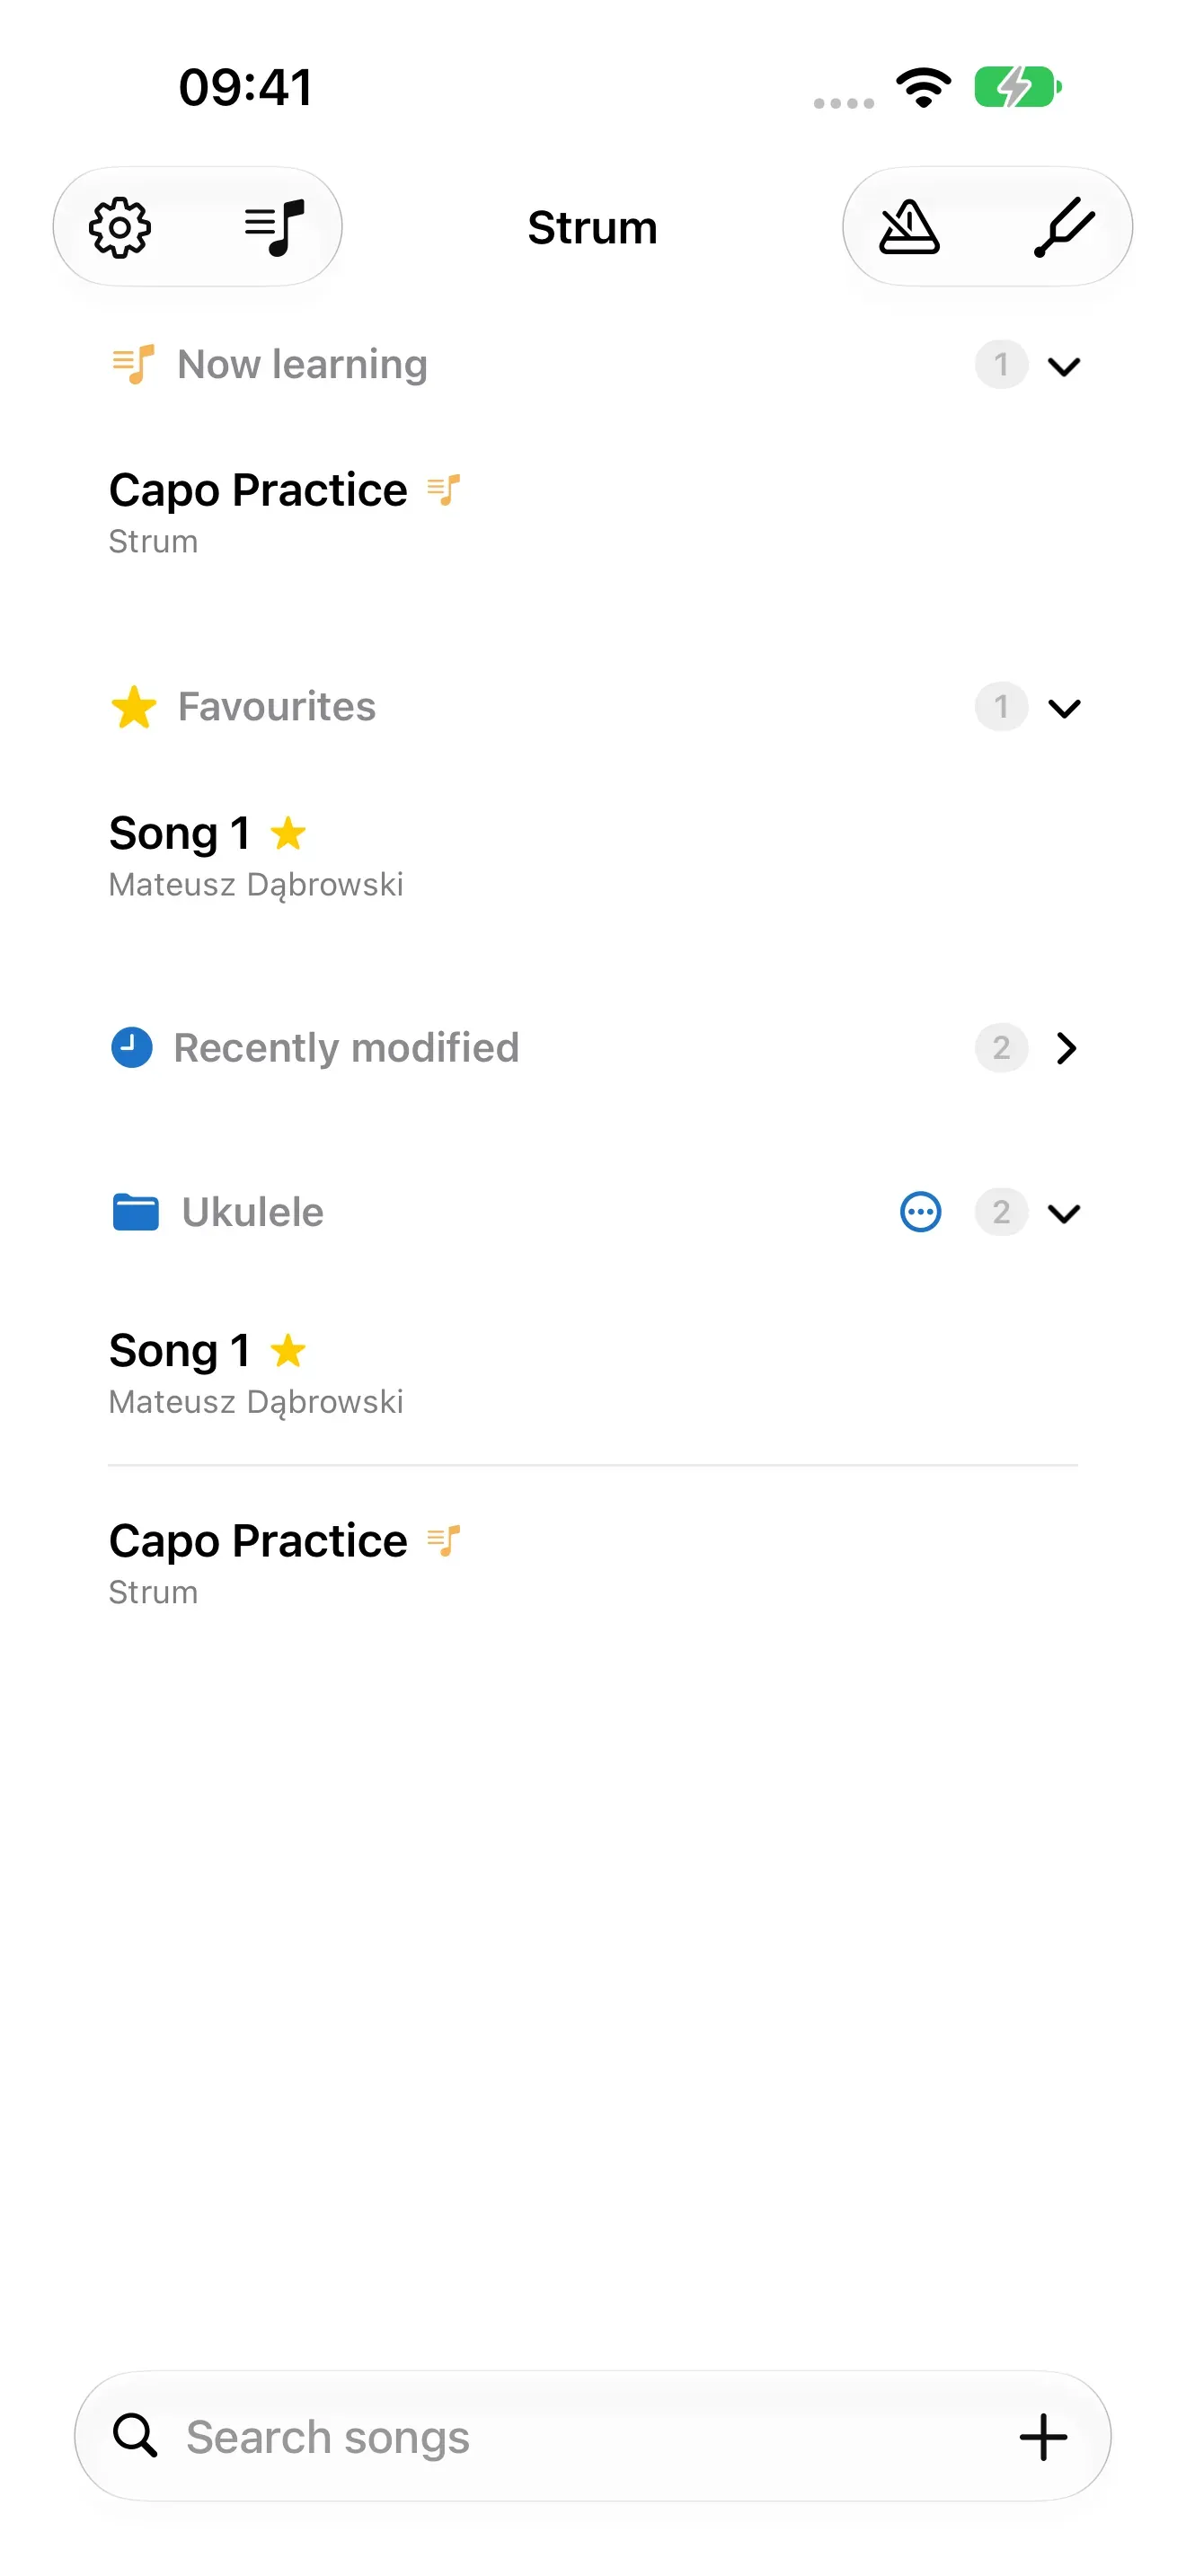 09:41
Strum
Now learning 1
Capo Practice
Strum
Favourites 1
Song 1
Mateusz Dąbrowski
Recently modified 2
Ukulele 2
Song 1
Mateusz Dąbrowski
Capo Practice
Strum
Search songs